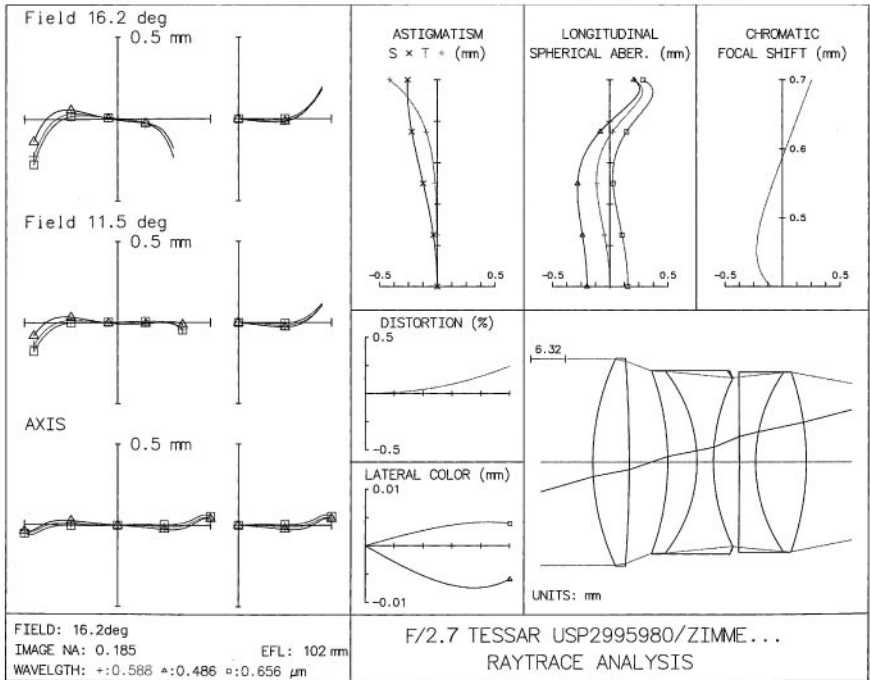 Field 16.2 deg
0.5 mm
Field 11.5 deg
0.5 mm
AXIS
0.5 mm
ASTIGMATISM
S × T + (mm)
-0.5
0.5
LONGITUDINAL
SPHERICAL ABER. (mm)
-0.5
0.5
CHROMATIC
FOCAL SHIFT (mm)
0.7
0.6
0.5
-0.5
0.5
DISTORTION (%)
0.5
-0.5
LATERAL COLOR (mm)
0.01
-0.01
6.32
UNITS: mm
FIELD: 16.2deg
IMAGE NA: 0.185 EFL: 102 mm
WAVELGTH: +:0.588 ▵:0.486 ▫:0.656 µm
F/2.7 TESSAR USP2995980/ZIMME...
RAYTRACE ANALYSIS